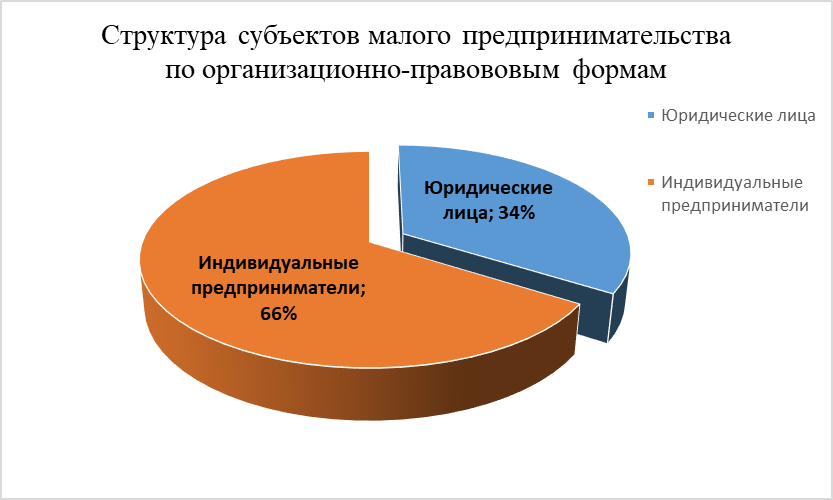 Структура субъектов малого предпринимательства
по организационно-правововым формам
Юридические лица
Индивидуальные
предприниматели
Юридические
лица; 34%
Индивидуальные
предприниматели;
66%